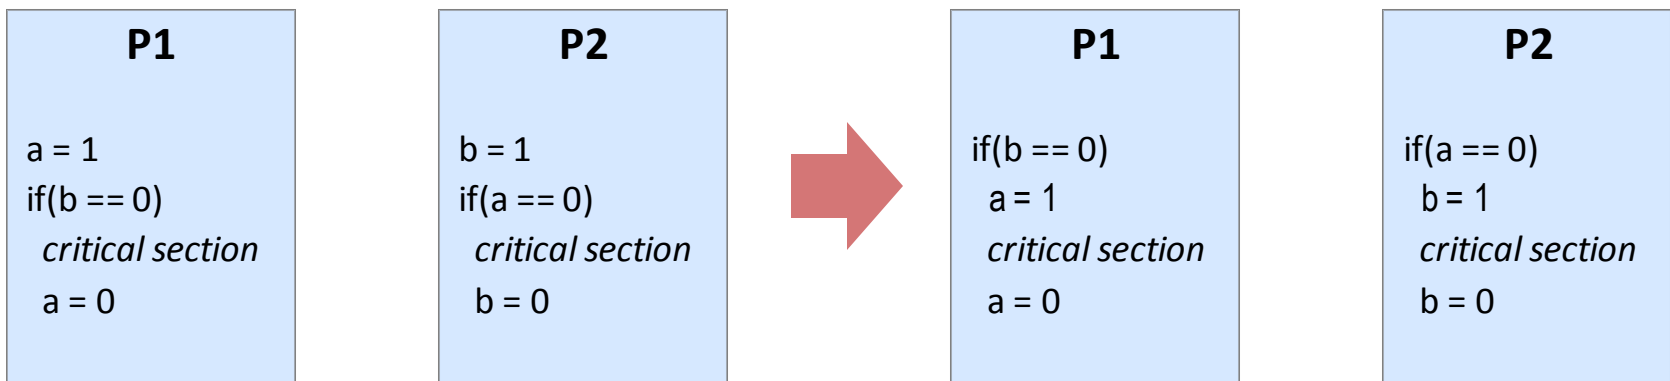 P1
a = 1
if(b == 0)
critical section
a = 0
P2
b = 1
if(a == 0)
critical section
b = 0
P1
if(b == 0)
a = 1
critical section
a = 0
P2
if(a == 0)
b = 1
critical section
b = 0